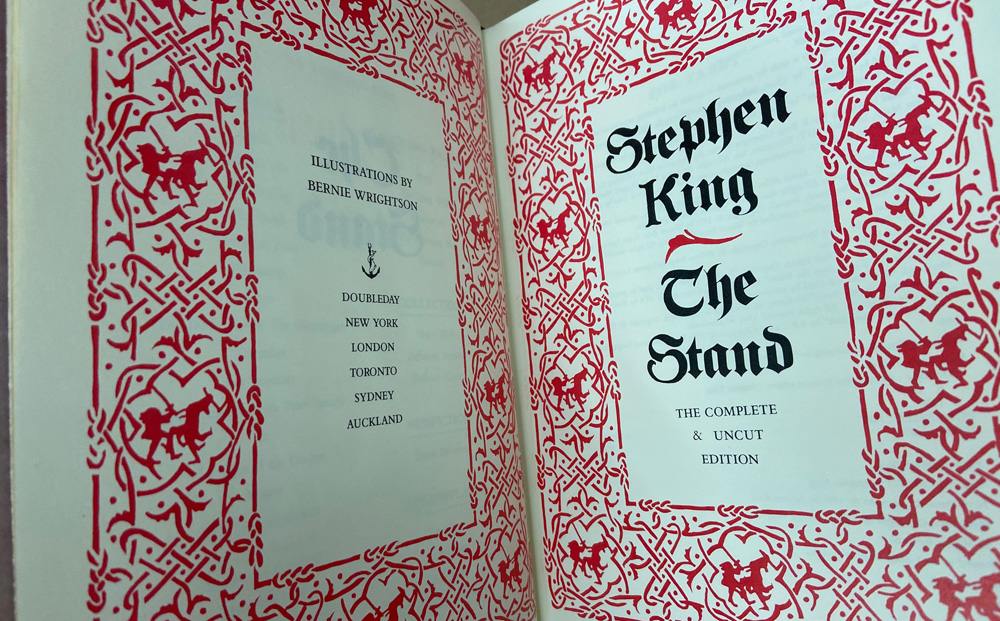 ILLUSTRATIONS BY
BERNIE WRIGHTSON
DOUBLEDAY
NEW YORK
LONDON
TORONTO
SYDNEY
AUCKLAND
Stephen
King
The
Stand
THE COMPLETE
& UNCUT
EDITION